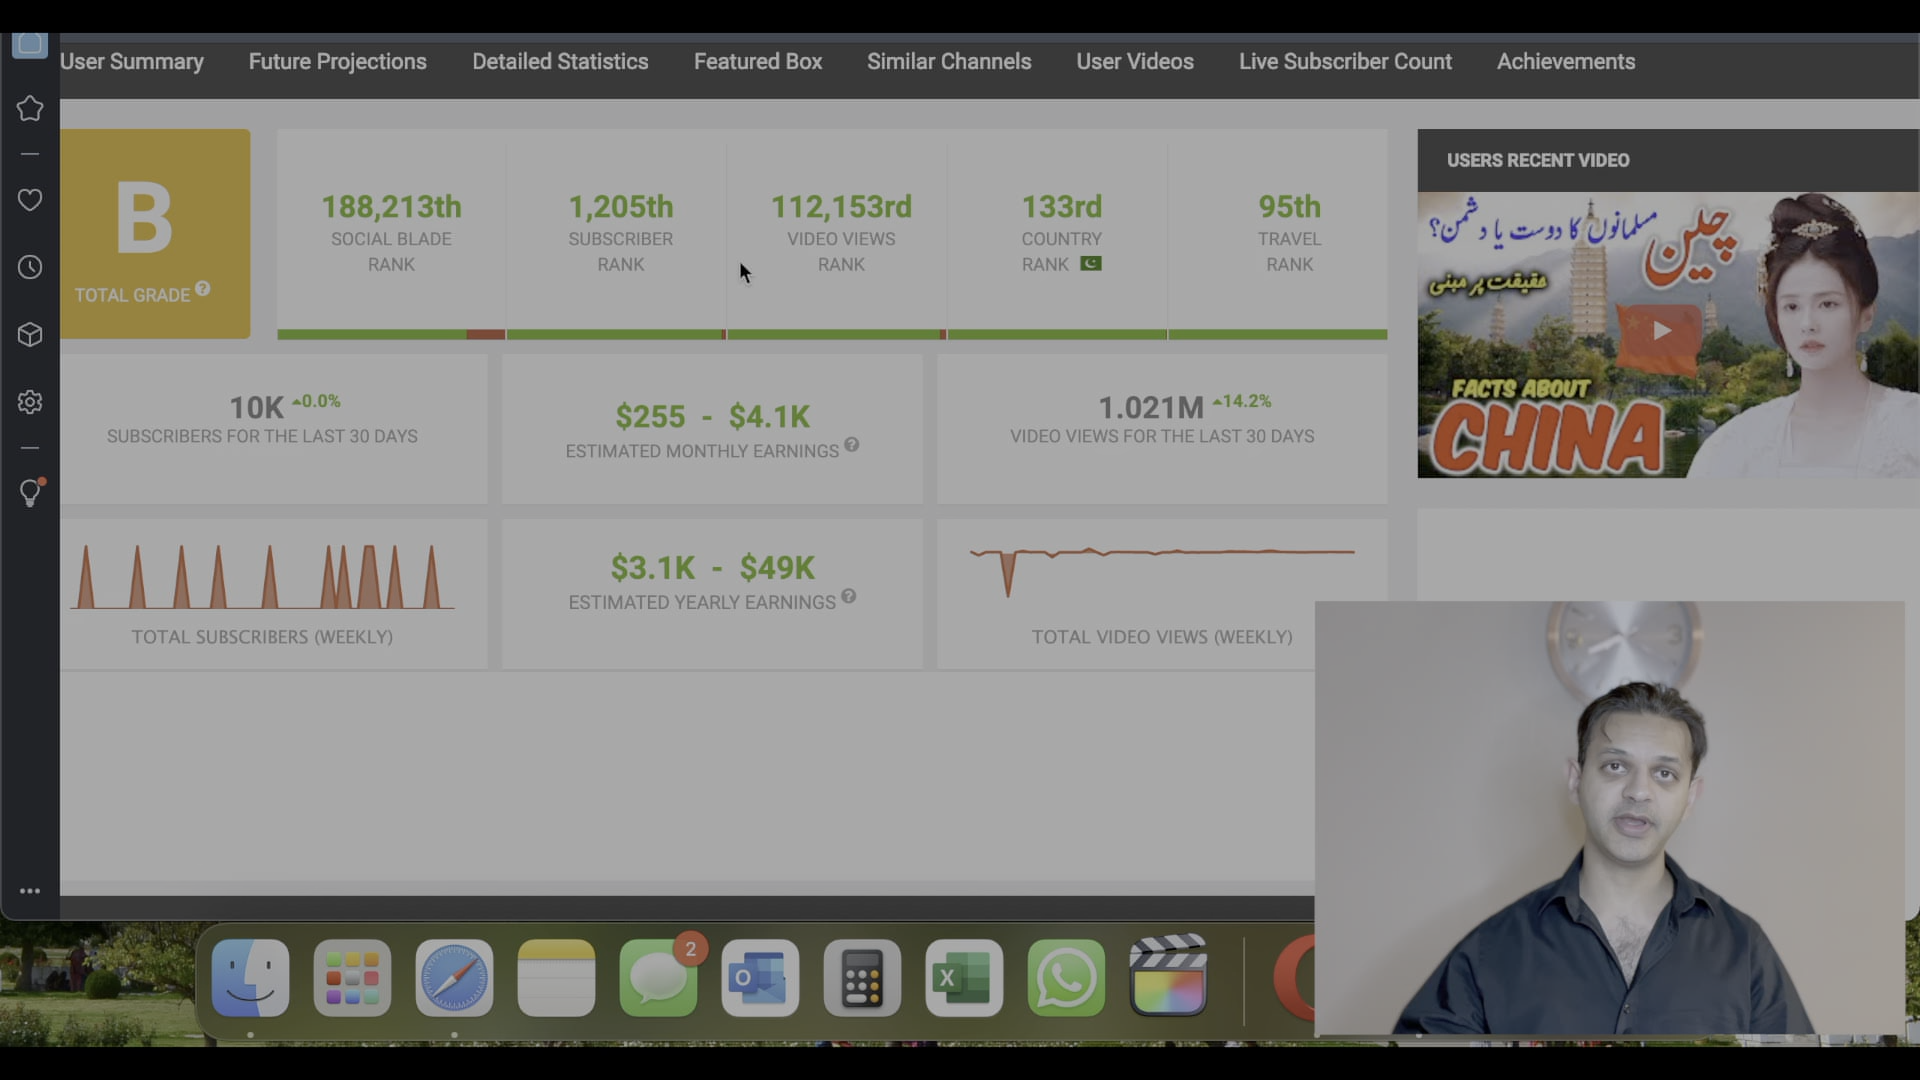 User Summary Future Projections Detailed Statistics Featured Box Similar Channels User Videos Live Subscriber Count Achievements
B
TOTAL GRADE ?
188,213th
SOCIAL BLADE
RANK
1,205th
SUBSCRIBER
RANK
112,153rd
VIDEO VIEWS
RANK
133rd
COUNTRY
RANK
95th
TRAVEL
RANK
USERS RECENT VIDEO
چین
مسلمانوں کا دوست یا دشمن؟
حقیقت پر مبنی
FACTS ABOUT
CHINA
10K 0.0%
SUBSCRIBERS FOR THE LAST 30 DAYS
$255 - $4.1K
ESTIMATED MONTHLY EARNINGS ?
1.021M 14.2%
VIDEO VIEWS FOR THE LAST 30 DAYS
TOTAL SUBSCRIBERS (WEEKLY)
$3.1K - $49K
ESTIMATED YEARLY EARNINGS ?
TOTAL VIDEO VIEWS (WEEKLY)
3
2
O
X